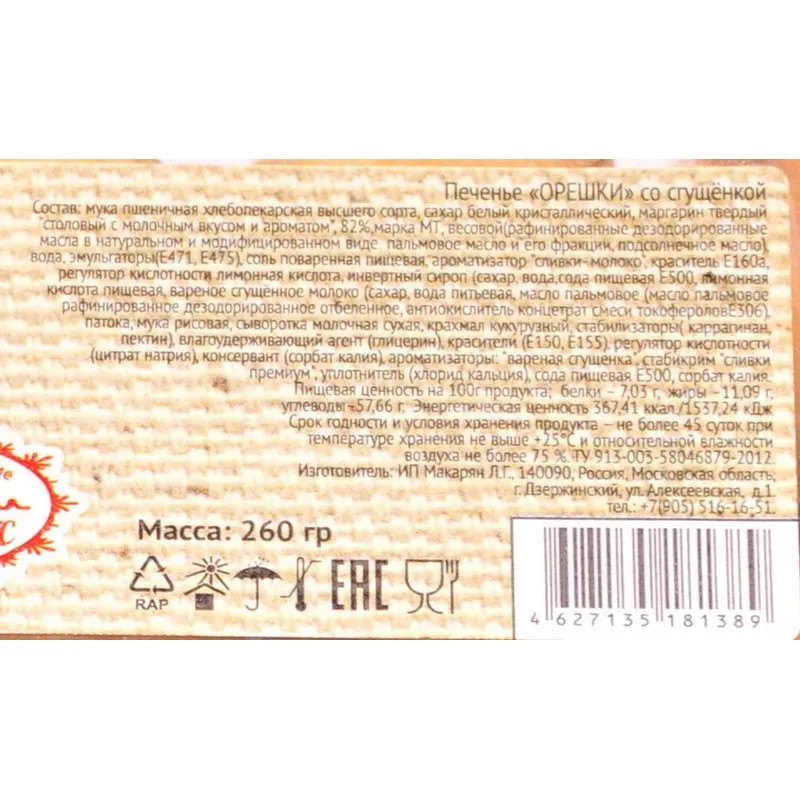 Печенье «ОРЕШКИ» со сгущёнкой
Состав: мука пшеничная хлебопекарская высшего сорта, сахар белый кристаллический, маргарин твердый
"столовый с молочным вкусом и ароматом", 82%,марка МТ, весовой(рафинированные дезодорированные
масла в натуральном и модифицированном виде пальмовое масло и его фракции, подсолнечное масло),
вода, эмульгаторы(Е471, Е475), соль поваренная пищевая, ароматизатор "сливки- молоко", краситель Е160а,
регулятор кислотности лимонная кислота, инвертный сироп (сахар, вода,сода пищевая Е500, лимонная
кислота пищевая, вареное сгущённое молоко (сахар, вода питьевая, масло пальмовое (масло пальмовое
рафинированное дезодорированное отбеленное, антиокислитель концетрат смеси токофероловЕ306).
патока, мука рисовая, сыворотка молочная сухая, крахмал кукурузный, стабилизаторы( каррагинан,
пектин), влагоудерживающий агент (глицерин), красители (Е150, Е155), регулятор кислотности
(цитрат натрия), консервант (сорбат калия), ароматизаторы: "вареная сгущенка", стабикрим "сливки
премиум", уплотнитель (хлорид кальция), сода пищевая Е500, сорбат калия.
Пищевая ценность на 100г продукта; белки – 7,03 г, жиры –11,09 г,
углеводы –57,66 г. Энергетическая ценность 367,41 ккал./1537,24 кДж
Срок годности и условия хранения продукта – не более 45 суток при
температуре хранения не выше +25°С и относительной влажности
воздуха не более 75 %. ТУ 913-003-58046879-2012.
Изготовитель: ИП Макарян Л.Г., 140090, Россия, Московская область,
г. Дзержинский, ул. Алексеевская, д.1
тел.: +7(905) 516-16-51.
Масса: 260 гр
RAP
ЕАС
4 627135 181389